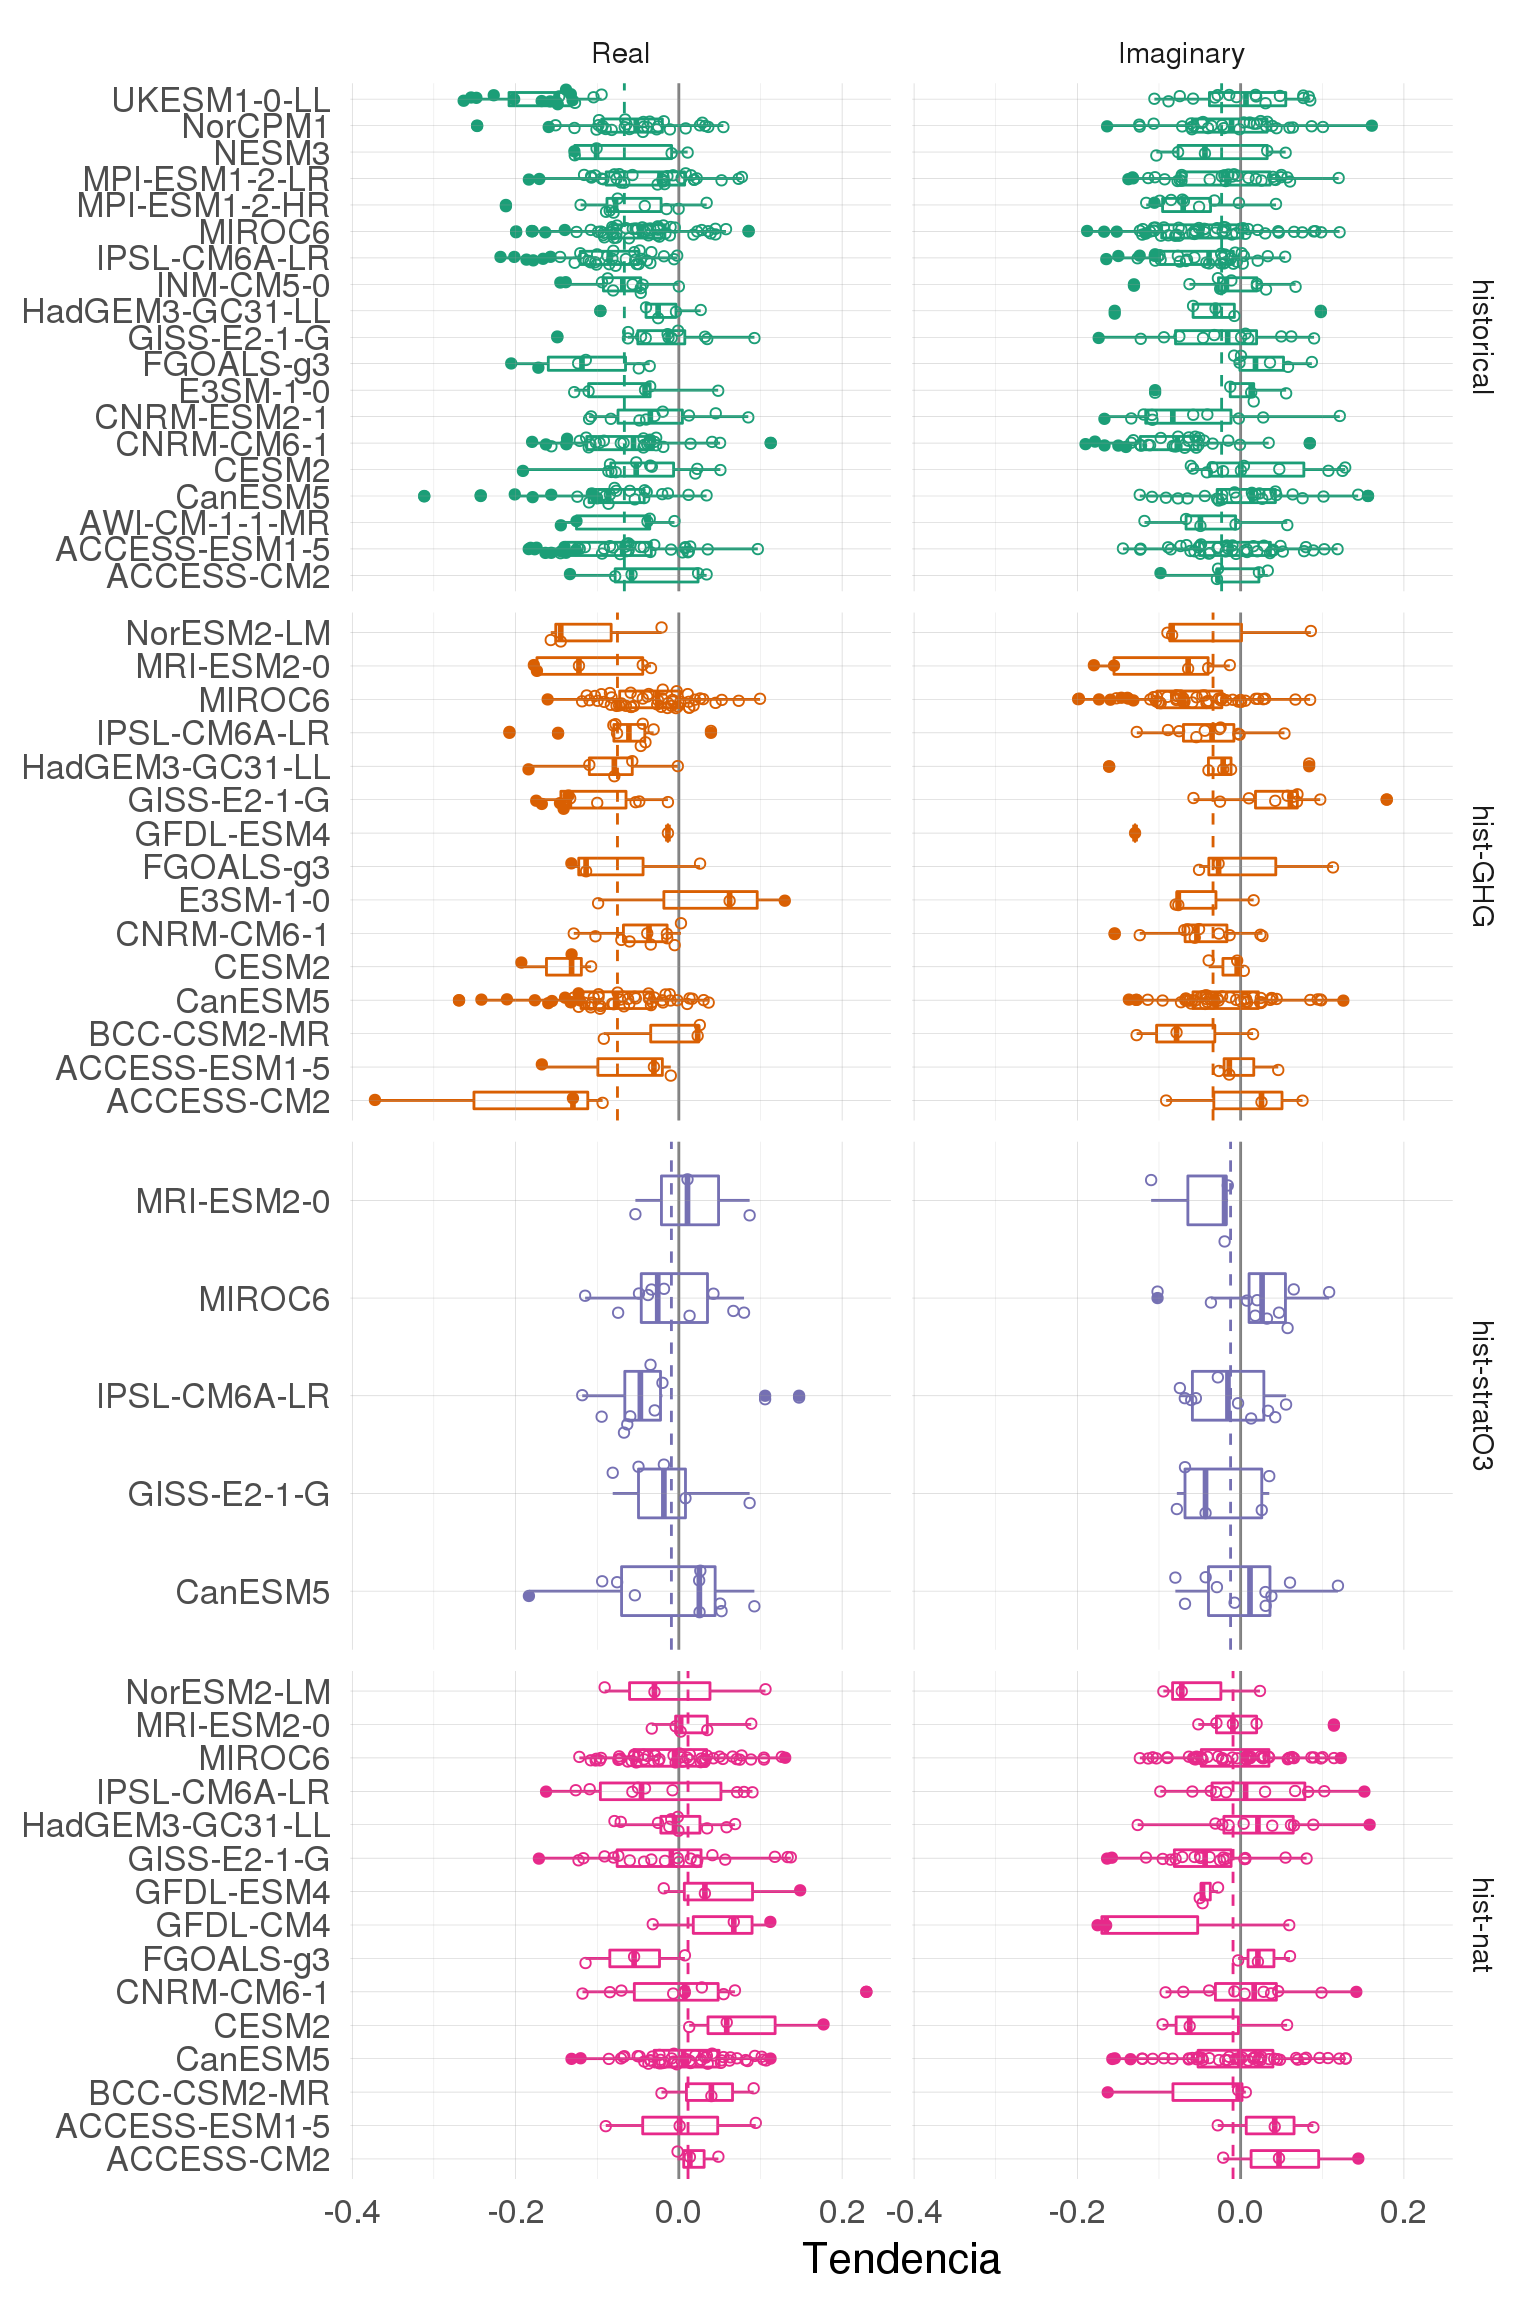 Real
Imaginary
UKESM1-0-LL
NorCPM1
NESM3
MPI-ESM1-2-LR
MPI-ESM1-2-HR
MIROC6
IPSL-CM6A-LR
INM-CM5-0
HadGEM3-GC31-LL
GISS-E2-1-G
FGOALS-g3
E3SM-1-0
CNRM-ESM2-1
CNRM-CM6-1
CESM2
CanESM5
AWI-CM-1-1-MR
ACCESS-ESM1-5
ACCESS-CM2
historical
NorESM2-LM
MRI-ESM2-0
MIROC6
IPSL-CM6A-LR
HadGEM3-GC31-LL
GISS-E2-1-G
GFDL-ESM4
FGOALS-g3
E3SM-1-0
CNRM-CM6-1
CESM2
CanESM5
BCC-CSM2-MR
ACCESS-ESM1-5
ACCESS-CM2
hist-GHG
MRI-ESM2-0
MIROC6
IPSL-CM6A-LR
GISS-E2-1-G
CanESM5
hist-stratO3
NorESM2-LM
MRI-ESM2-0
MIROC6
IPSL-CM6A-LR
HadGEM3-GC31-LL
GISS-E2-1-G
GFDL-ESM4
GFDL-CM4
FGOALS-g3
CNRM-CM6-1
CESM2
CanESM5
BCC-CSM2-MR
ACCESS-ESM1-5
ACCESS-CM2
hist-nat
-0.4 -0.2 0.0 0.2 -0.4 -0.2 0.0 0.2
Tendencia